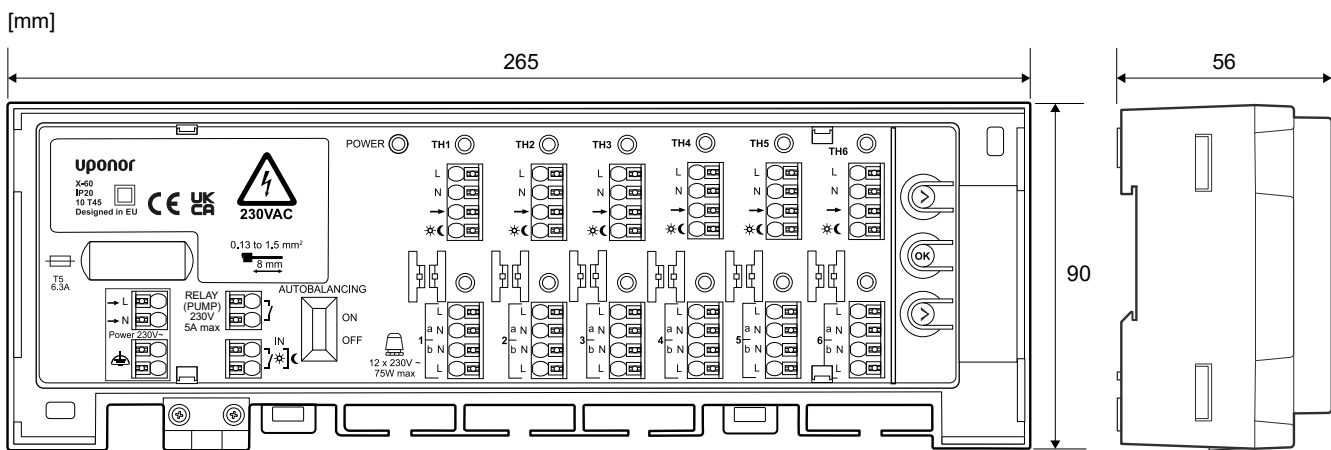 [mm]
265
56
90
uponor
X-60
IP20
10 T45
Designed in EU
CE UK CA
230VAC
0.13 to 1.5 mm²
8 mm
T5
6.3A
→ L
→ N
Power 230V~
RELAY
(PUMP)
230V
5A max
IN
AUTOBALANCING
ON
OFF
12 x 230V ~
75W max
POWER
TH1
TH2
TH3
TH4
TH5
TH6
L L L L L L
N N N N N N
→ → → → → →
OK
L L L L L L
a N a N a N a N a N a N
1 2 3 4 5 6
b N b N b N b N b N b N
L L L L L L